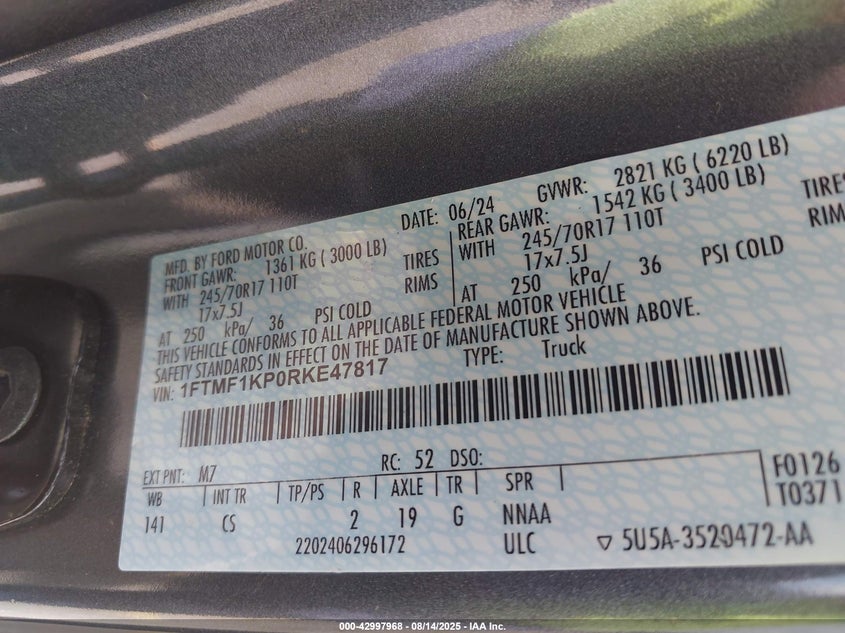 MFD. BY FORD MOTOR CO.
DATE: 06/24 GVWR: 2821 KG ( 6220 LB)
FRONT GAWR: 1361 KG ( 3000 LB) REAR GAWR: 1542 KG ( 3400 LB)
WITH 245/70R17 110T TIRES WITH 245/70R17 110T TIRES
17x7.5J RIMS 17x7.5J RIMS
AT 250 kPa/ 36 PSI COLD AT 250 kPa/ 36 PSI COLD
THIS VEHICLE CONFORMS TO ALL APPLICABLE FEDERAL MOTOR VEHICLE
SAFETY STANDARDS IN EFFECT ON THE DATE OF MANUFACTURE SHOWN ABOVE.
VIN: 1FTMF1KP0RKE47817 TYPE: Truck
EXT PNT: M7 RC: 52 DSO: F0126
WB INT TR TP/PS R AXLE TR SPR T0371
141 CS 2 19 G NNAA
2202406296172 ULC ▽ 5U5A-3520472-AA
000-42997968 - 08/14/2025 - IAA Inc.